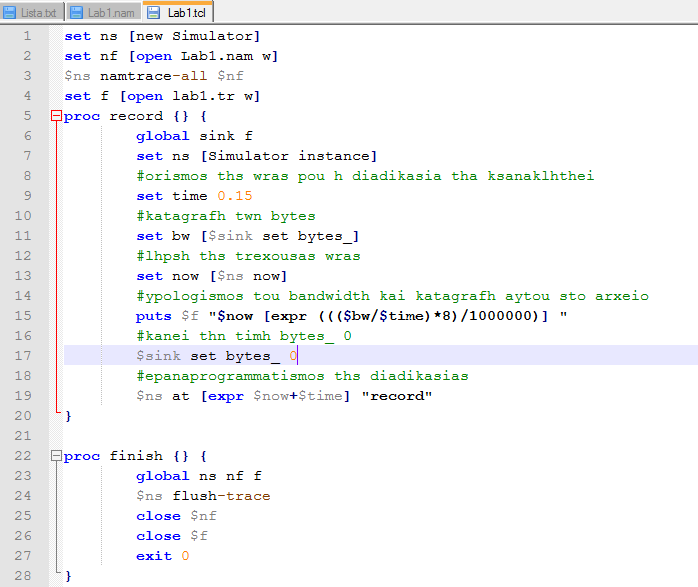 Lista.txt Lab1.nam Lab1.tcl
1 set ns [new Simulator]
2 set nf [open Lab1.nam w]
3 $ns namtrace-all $nf
4 set f [open lab1.tr w]
5 proc record {} {
6 global sink f
7 set ns [Simulator instance]
8 #orismos ths wras pou h diadikasia tha ksanaklhthei
9 set time 0.15
10 #katagrafh twn bytes
11 set bw [$sink set bytes_]
12 #lhpsh ths trexousas wras
13 set now [$ns now]
14 #ypologismos tou bandwidth kai katagrafh aytou sto arxeio
15 puts $f "$now [expr ((($bw/$time)*8)/1000000)] "
16 #kanei thn timh bytes_ 0
17 $sink set bytes_ 0
18 #epanaprogrammatismos ths diadikasias
19 $ns at [expr $now+$time] "record"
20 }
21
22 proc finish {} {
23 global ns nf f
24 $ns flush-trace
25 close $nf
26 close $f
27 exit 0
28 }